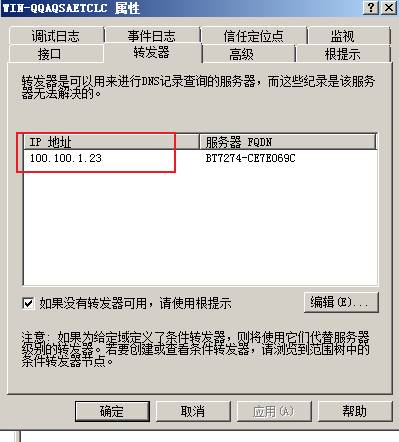 WIN-QQAQSAETCLC 属性
调试日志 事件日志 信任定位点 监视
接口 转发器 高级 根提示
转发器是可以用来进行DNS记录查询的服务器，而这些纪录是该服务
器无法解决的。
IP 地址 服务器 FQDN
100.100.1.23 BT7274-CE7E069C
如果没有转发器可用，请使用根提示
编辑(E)...
注意: 如果为给定域定义了条件转发器，则将使用它们代替服务器
级别的转发器。若要创建或查看条件转发器，请浏览到范围树中的
条件转发器节点。
确定 取消 应用(A) 帮助